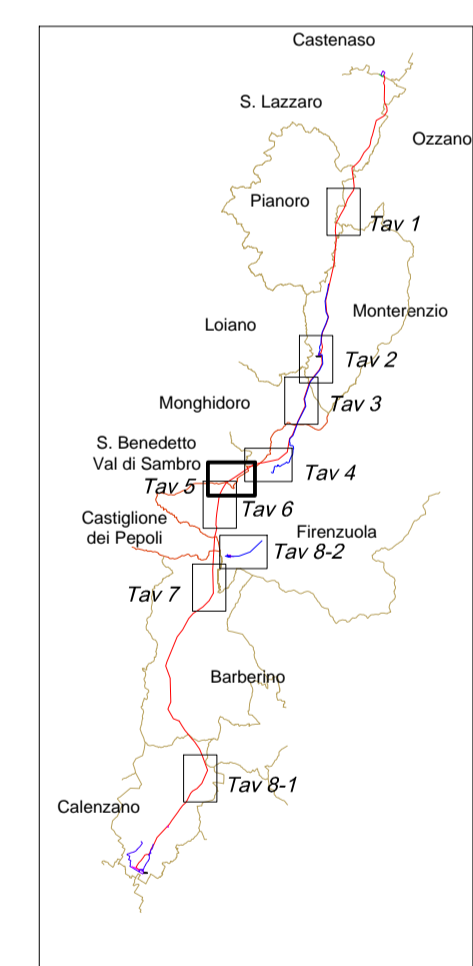 Castenaso
S. Lazzaro
Ozzano
Pianoro
Tav 1
Monterenzio
Loiano
Tav 2
Monghidoro
Tav 3
S. Benedetto
Val di Sambro
Tav 4
Tav 5
Tav 6
Castiglione
dei Pepoli
Firenzuola
Tav 8-2
Tav 7
Barberino
Tav 8-1
Calenzano